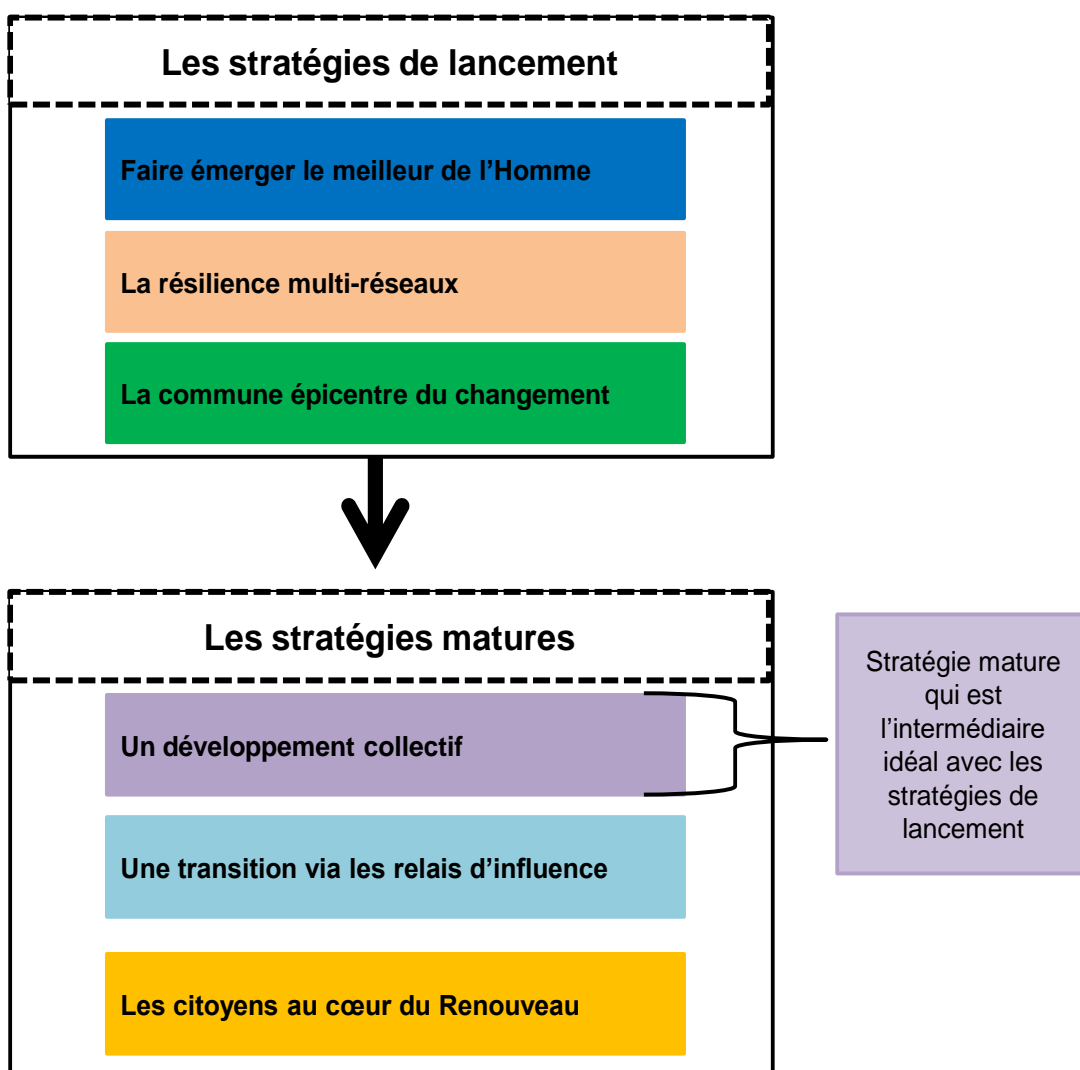 Les stratégies de lancement
Faire émerger le meilleur de l’Homme
La résilience multi-réseaux
La commune épicentre du changement
Les stratégies matures
Un développement collectif
Une transition via les relais d’influence
Les citoyens au cœur du Renouveau
Stratégie mature
qui est
l’intermédiaire
idéal avec les
stratégies de
lancement